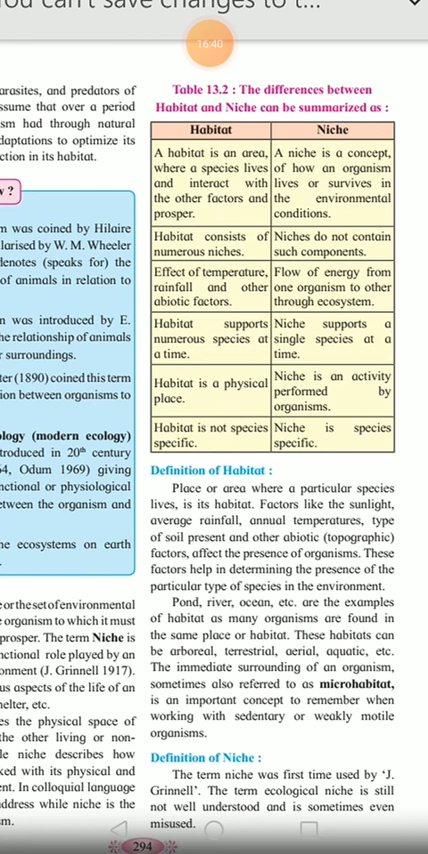 16:40
arasites, and predators of
ssume that over a period
sm had through natural
daptations to optimize its
ction in its habitat.
v ?
m was coined by Hilaire
larised by W. M. Wheeler
denotes (speaks for) the
of animals in relation to
n was introduced by E.
he relationship of animals
r surroundings.
ter (1890) coined this term
ion between organisms to
logy (modern ecology)
troduced in 20th century
64, Odum 1969) giving
nctional or physiological
etween the organism and
he ecosystems on earth
.
or the set of environmental
organism to which it must
prosper. The term Niche is
nctional role played by an
onment (J. Grinnell 1917).
us aspects of the life of an
helter, etc.
es the physical space of
the other living or non-
le niche describes how
ked with its physical and
ent. In colloquial language
address while niche is the
sm.
Table 13.2 : The differences between
Habitat and Niche can be summarized as :
Habitat
Niche
A habitat is an area,
where a species lives
and interact with
the other factors and
prosper.
A niche is a concept,
of how an organism
lives or survives in
the environmental
conditions.
Habitat consists of
numerous niches.
Niches do not contain
such components.
Effect of temperature,
rainfall and other
abiotic factors.
Flow of energy from
one organism to other
through ecosystem.
Habitat supports
numerous species at
a time.
Niche supports a
single species at a
time.
Habitat is a physical
place.
Niche is an activity
performed by
organisms.
Habitat is not species
specific.
Niche is species
specific.
Definition of Habitat :
Place or area where a particular species
lives, is its habitat. Factors like the sunlight,
average rainfall, annual temperatures, type
of soil present and other abiotic (topographic)
factors, affect the presence of organisms. These
factors help in determining the presence of the
particular type of species in the environment.
Pond, river, ocean, etc. are the examples
of habitat as many organisms are found in
the same place or habitat. These habitats can
be arboreal, terrestrial, aerial, aquatic, etc.
The immediate surrounding of an organism,
sometimes also referred to as microhabitat,
is an important concept to remember when
working with sedentary or weakly motile
organisms.
Definition of Niche :
The term niche was first time used by ‘J.
Grinnell’. The term ecological niche is still
not well understood and is sometimes even
misused.
294